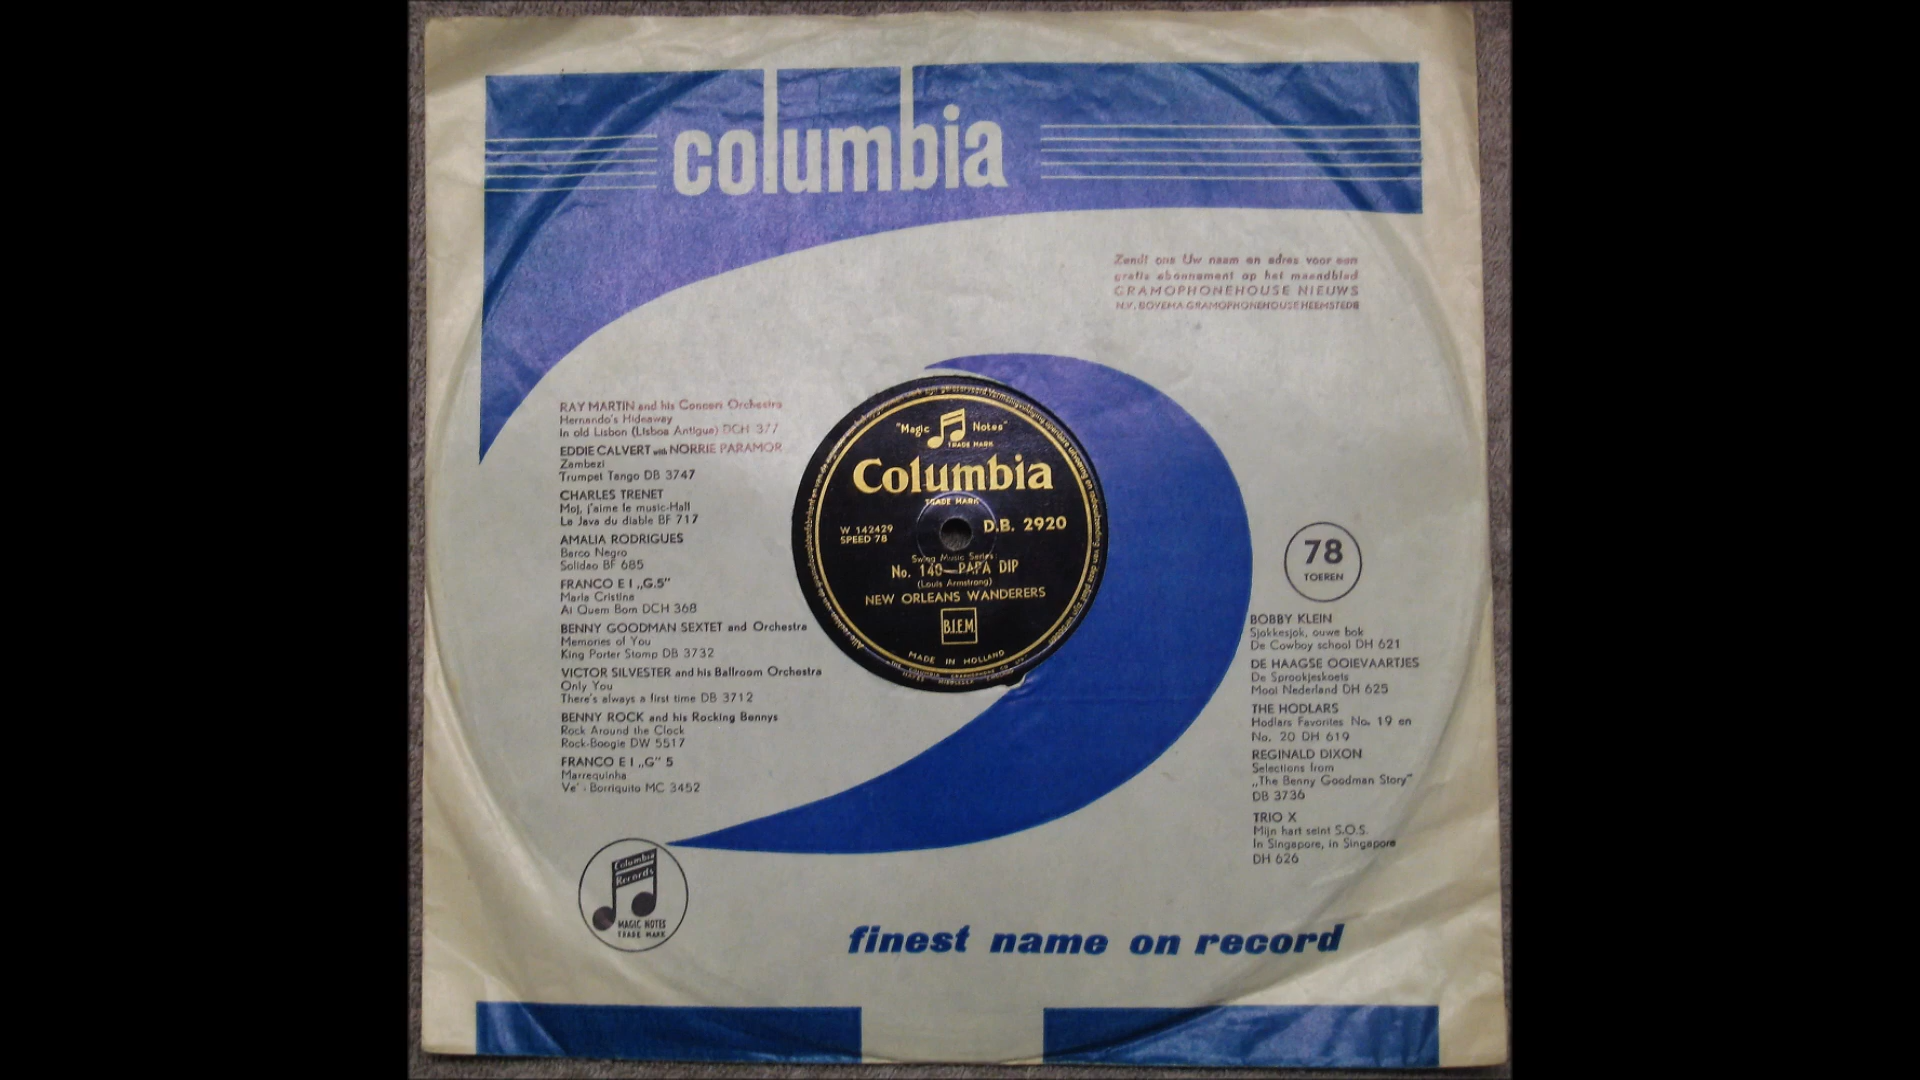 columbia
Zendt ons Uw naam en adres voor een
gratis abonnement op het maandblad
GRAMOPHONEHOUSE NIEUWS
N.V. BOVEMA GRAMOPHONEHOUSE HEEMSTEDE
RAY MARTIN and his Concert Orchestra
Hernando's Hideaway
In old Lisbon (Lisboa Antigua) DCH 377
EDDIE CALVERT with NORRIE PARAMOR
Zambezi
Trumpet Tango DB 3747
CHARLES TRENET
Moi, j'aime le music-Hall
La Java du diable BF 717
AMALIA RODRIGUES
Barco Negro
Solidao BF 685
FRANCO E I „G.5"
Maria Cristina
Ai Quem Bom DCH 368
BENNY GOODMAN SEXTET and Orchestra
Memories of You
King Porter Stomp DB 3732
VICTOR SILVESTER and his Ballroom Orchestra
Only You
There's always a first time DB 3712
BENNY ROCK and his Rocking Bennys
Rock Around the Clock
Rock-Boogie DW 5517
FRANCO E I „G" 5
Marrequinha
Ve' - Borriquito MC 3452
"Magic Notes"
TRADE MARK
Columbia
TRADE MARK
W 142429
SPEED 78
D.B. 2920
Swing Music Series:
No. 140—PAPA DIP
(Louis Armstrong)
NEW ORLEANS WANDERERS
B.I.E.M.
MADE IN HOLLAND
78
TOEREN
BOBBY KLEIN
Sjokkesjok, ouwe bok
De Cowboy school DH 621
DE HAAGSE OOIEVAARTJES
De Sprookjeskoets
Mooi Nederland DH 625
THE HODLARS
Hodlars Favorites No. 19 en
No. 20 DH 619
REGINALD DIXON
Selections from
„The Benny Goodman Story"
DB 3736
TRIO X
Mijn hart seint S.O.S.
In Singapore, in Singapore
DH 626
Columbia
Records
MAGIC NOTES
TRADE MARK
finest name on record